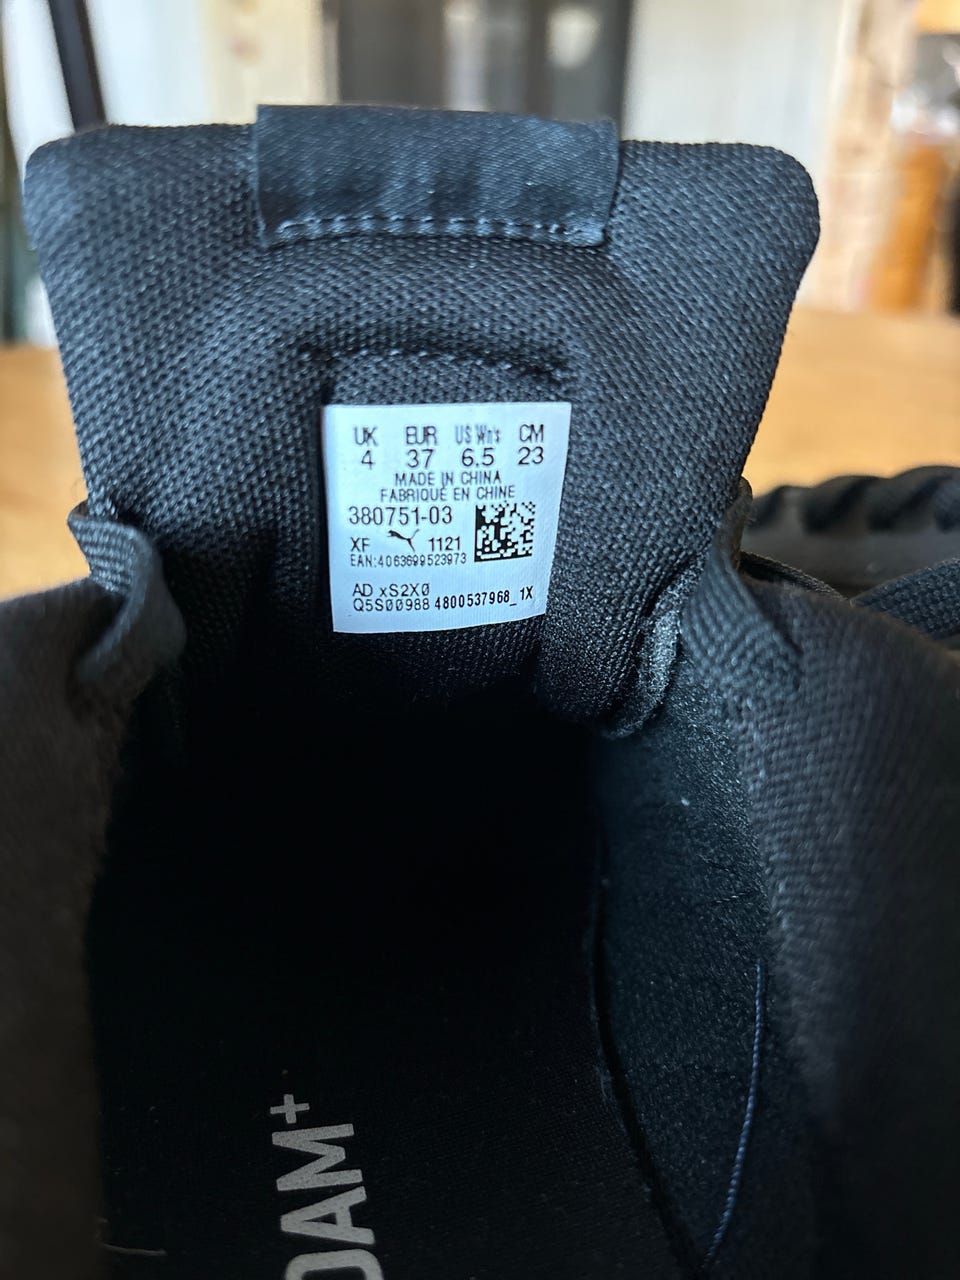 UK EUR US Wn's CM
4 37 6.5 23
MADE IN CHINA
FABRIQUÉ EN CHINE
380751-03
XF 1121
EAN:4063699523973
AD xS2X0
Q5S00988 4800537968_1X
OAM+